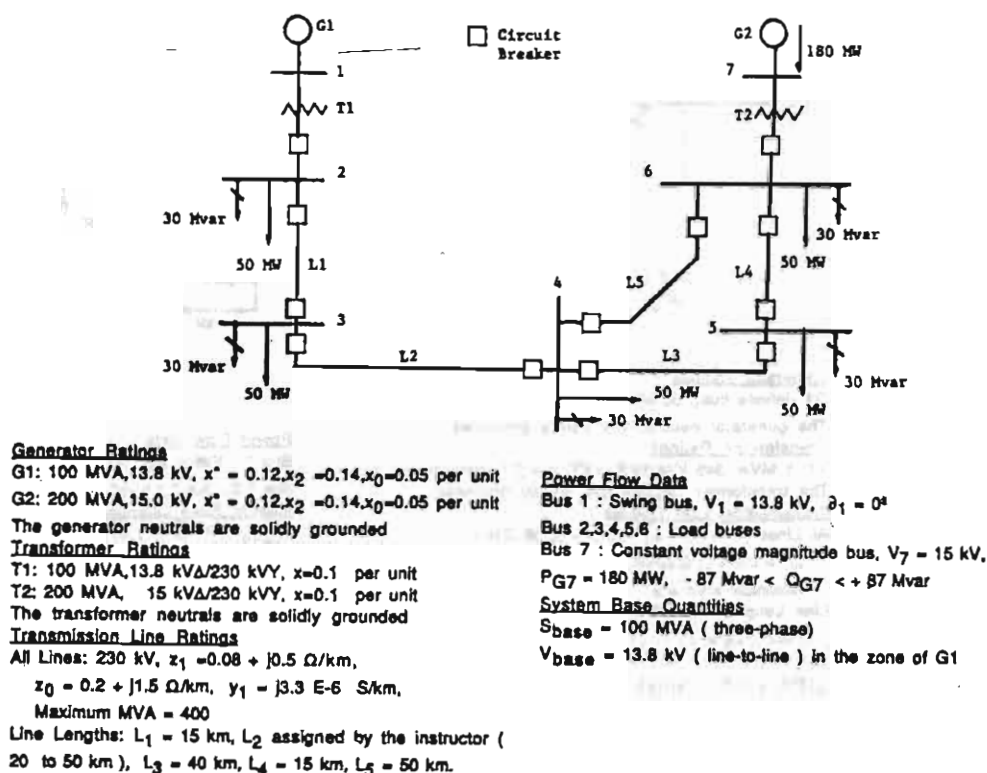 G1
Circuit
Breaker
G2
180 MW
1
7
T1
T2
2
6
30 Mvar
50 MW
L1
L5
L4
30 Mvar
50 MW
4
3
5
30 Mvar
50 MW
L2
L3
50 MW
30 Mvar
30 Mvar
50 MW
Generator Ratings
G1: 100 MVA,13.8 kV, x" = 0.12,x2 =0.14,x0=0.05 per unit
G2: 200 MVA,15.0 kV, x" = 0.12,x2 =0.14,x0=0.05 per unit
The generator neutrals are solidly grounded
Transformer Ratings
T1: 100 MVA,13.8 kVΔ/230 kVY, x=0.1 per unit
T2: 200 MVA, 15 kVΔ/230 kVY, x=0.1 per unit
The transformer neutrals are solidly grounded
Transmission Line Ratings
All Lines: 230 kV, z1 =0.08 + j0.5 Ω/km,
z0 = 0.2 + j1.5 Ω/km, y1 = j3.3 E-6 S/km,
Maximum MVA = 400
Line Lengths: L1 = 15 km, L2 assigned by the instructor (
20 to 50 km ), L3 = 40 km, L4 = 15 km, L5 = 50 km.
Power Flow Data
Bus 1 : Swing bus, V1 = 13.8 kV, ∂1 = 0°
Bus 2,3,4,5,6 : Load buses
Bus 7 : Constant voltage magnitude bus, V7 = 15 kV,
PG7 = 180 MW, - 87 Mvar < QG7 < + 87 Mvar
System Base Quantities
Sbase = 100 MVA ( three-phase)
Vbase = 13.8 kV ( line-to-line ) in the zone of G1